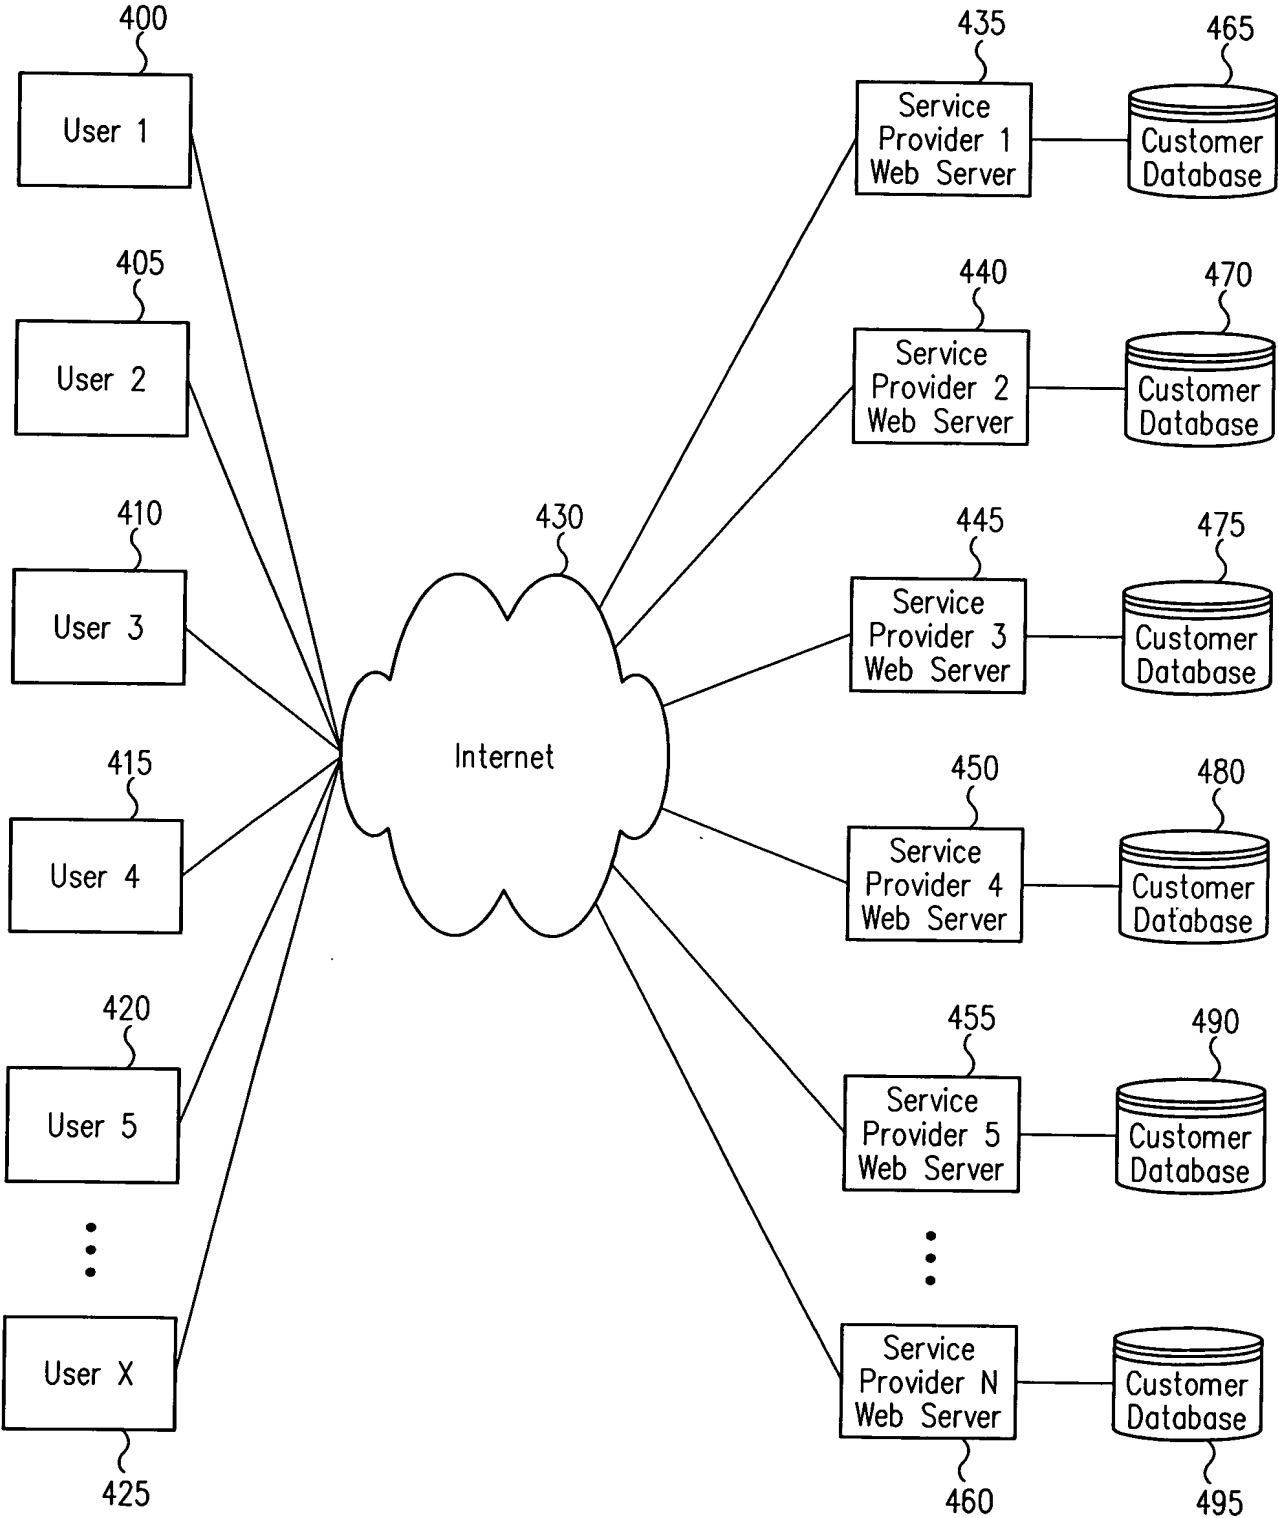 400
User 1
405
User 2
410
User 3
415
User 4
420
User 5
User X
425
430
Internet
435
Service
Provider 1
Web Server
465
Customer
Database
440
Service
Provider 2
Web Server
470
Customer
Database
445
Service
Provider 3
Web Server
475
Customer
Database
450
Service
Provider 4
Web Server
480
Customer
Database
455
Service
Provider 5
Web Server
490
Customer
Database
Service
Provider N
Web Server
460
Customer
Database
495